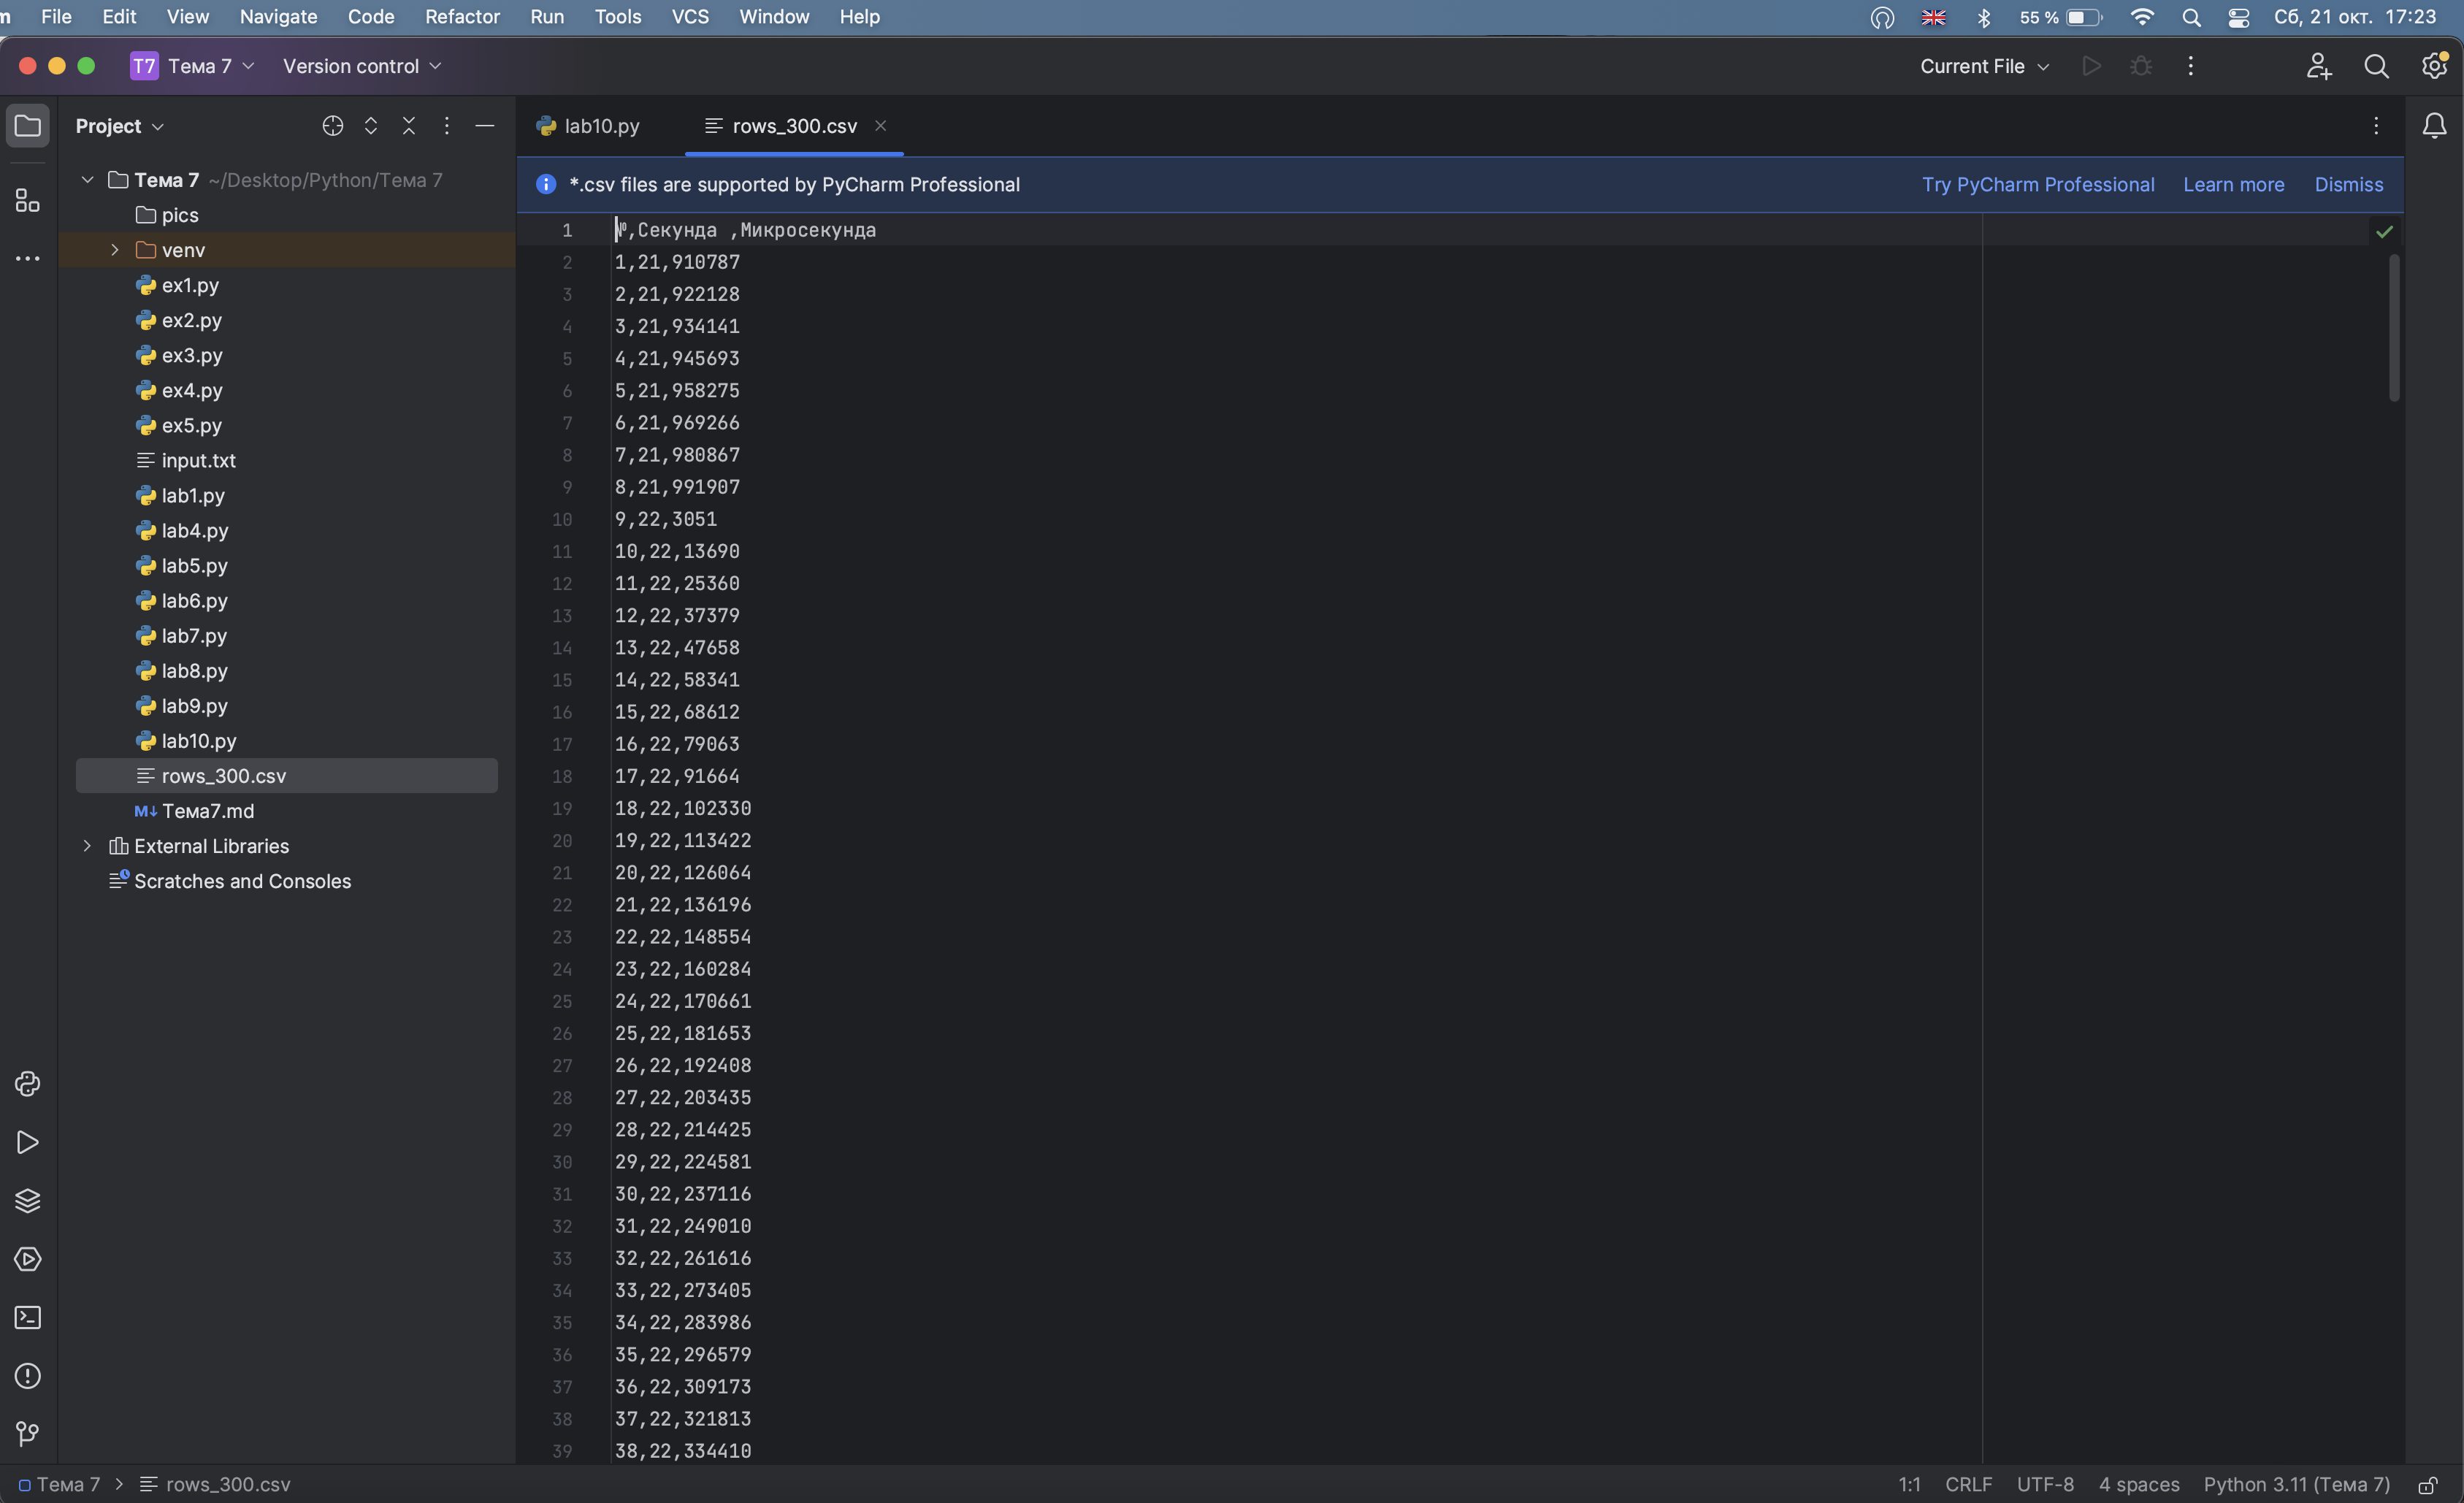 File Edit View Navigate Code Refactor Run Tools VCS Window Help 55 % Сб, 21 окт. 17:23
T7 Тема 7 Version control Current File
Project
lab10.py rows_300.csv
*.csv files are supported by PyCharm Professional Try PyCharm Professional Learn more Dismiss
Тема 7 ~/Desktop/Python/Тема 7
pics
venv
ex1.py
ex2.py
ex3.py
ex4.py
ex5.py
input.txt
lab1.py
lab4.py
lab5.py
lab6.py
lab7.py
lab8.py
lab9.py
lab10.py
rows_300.csv
M↓ Тема7.md
External Libraries
Scratches and Consoles
1 №,Секунда ,Микросекунда
2 1,21,910787
3 2,21,922128
4 3,21,934141
5 4,21,945693
6 5,21,958275
7 6,21,969266
8 7,21,980867
9 8,21,991907
10 9,22,3051
11 10,22,13690
12 11,22,25360
13 12,22,37379
14 13,22,47658
15 14,22,58341
16 15,22,68612
17 16,22,79063
18 17,22,91664
19 18,22,102330
20 19,22,113422
21 20,22,126064
22 21,22,136196
23 22,22,148554
24 23,22,160284
25 24,22,170661
26 25,22,181653
27 26,22,192408
28 27,22,203435
29 28,22,214425
30 29,22,224581
31 30,22,237116
32 31,22,249010
33 32,22,261616
34 33,22,273405
35 34,22,283986
36 35,22,296579
37 36,22,309173
38 37,22,321813
39 38,22,334410
Тема 7 > rows_300.csv 1:1 CRLF UTF-8 4 spaces Python 3.11 (Тема 7)